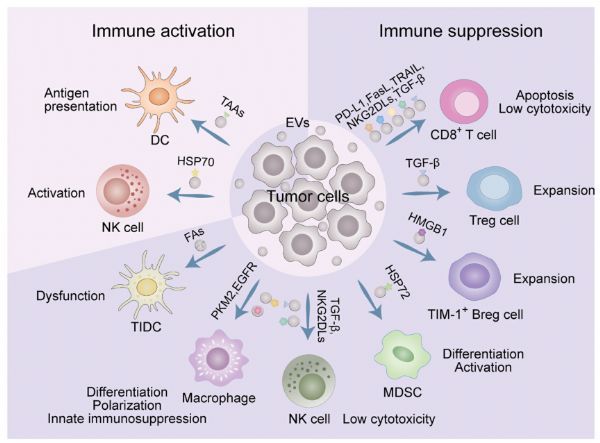 Immune activation
Immune suppression
Antigen
presentation
DC
TAAs
EVs
PD-L1,FasL,TRAIL,
NKG2DLs,TGF-β
CD8+ T cell
Apoptosis
Low cytotoxicity
Activation
NK cell
HSP70
Tumor cells
TGF-β
Treg cell
Expansion
FAs
HMGB1
Dysfunction
TIDC
TIM-1+ Breg cell
Expansion
PKM2,EGFR
TGF-β,
NKG2DLs
HSP72
Differentiation
Polarization
Innate immunosuppression
Macrophage
NK cell
Low cytotoxicity
MDSC
Differentiation
Activation